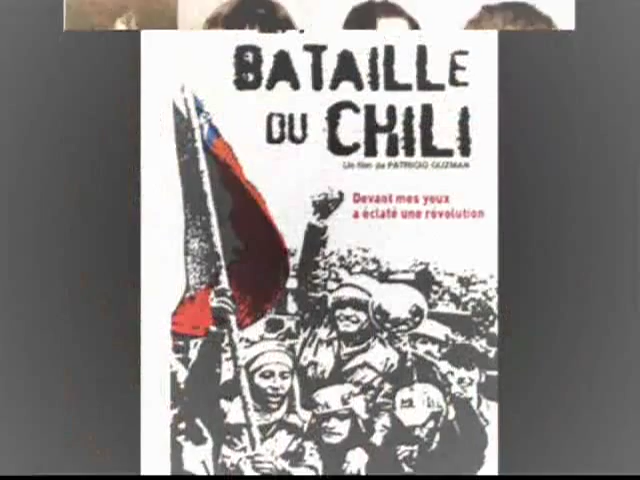 BATAILLE
DU CHILI
Un film de PATRICIO GUZMAN
Devant mes yeux
a éclaté une révolution